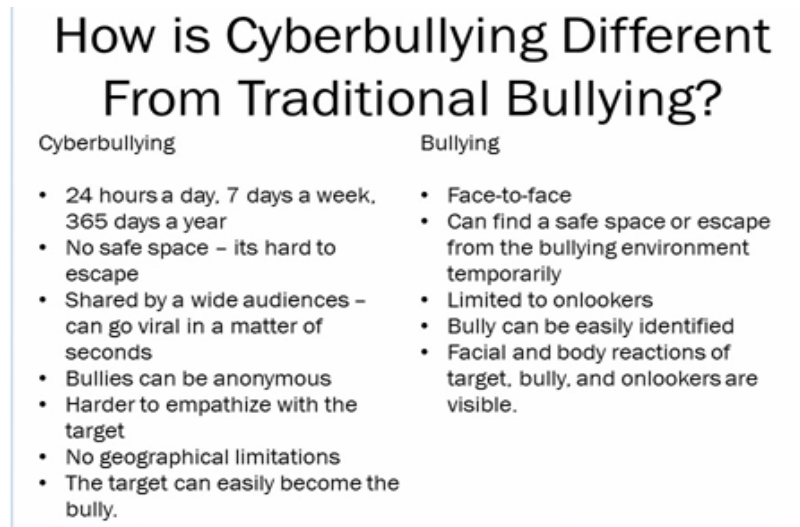 How is Cyberbullying Different
From Traditional Bullying?
Cyberbullying
• 24 hours a day, 7 days a week,
365 days a year
• No safe space – its hard to
escape
• Shared by a wide audiences –
can go viral in a matter of
seconds
• Bullies can be anonymous
• Harder to empathize with the
target
• No geographical limitations
• The target can easily become the
bully.
Bullying
• Face-to-face
• Can find a safe space or escape
from the bullying environment
temporarily
• Limited to onlookers
• Bully can be easily identified
• Facial and body reactions of
target, bully, and onlookers are
visible.